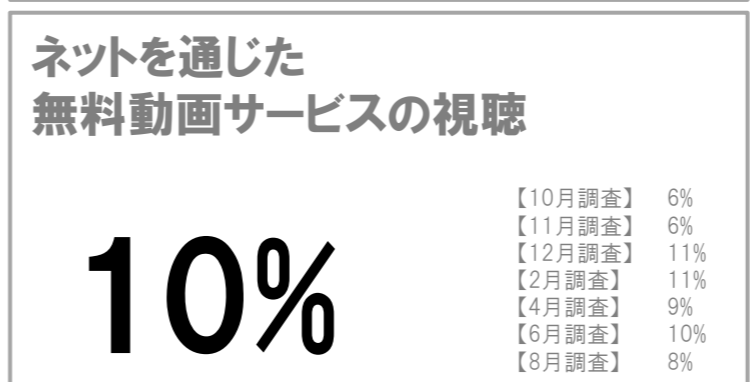 ネットを通じた
無料動画サービスの視聴
10%
【10月調査】 6%
【11月調査】 6%
【12月調査】 11%
【2月調査】 11%
【4月調査】 9%
【6月調査】 10%
【8月調査】 8%